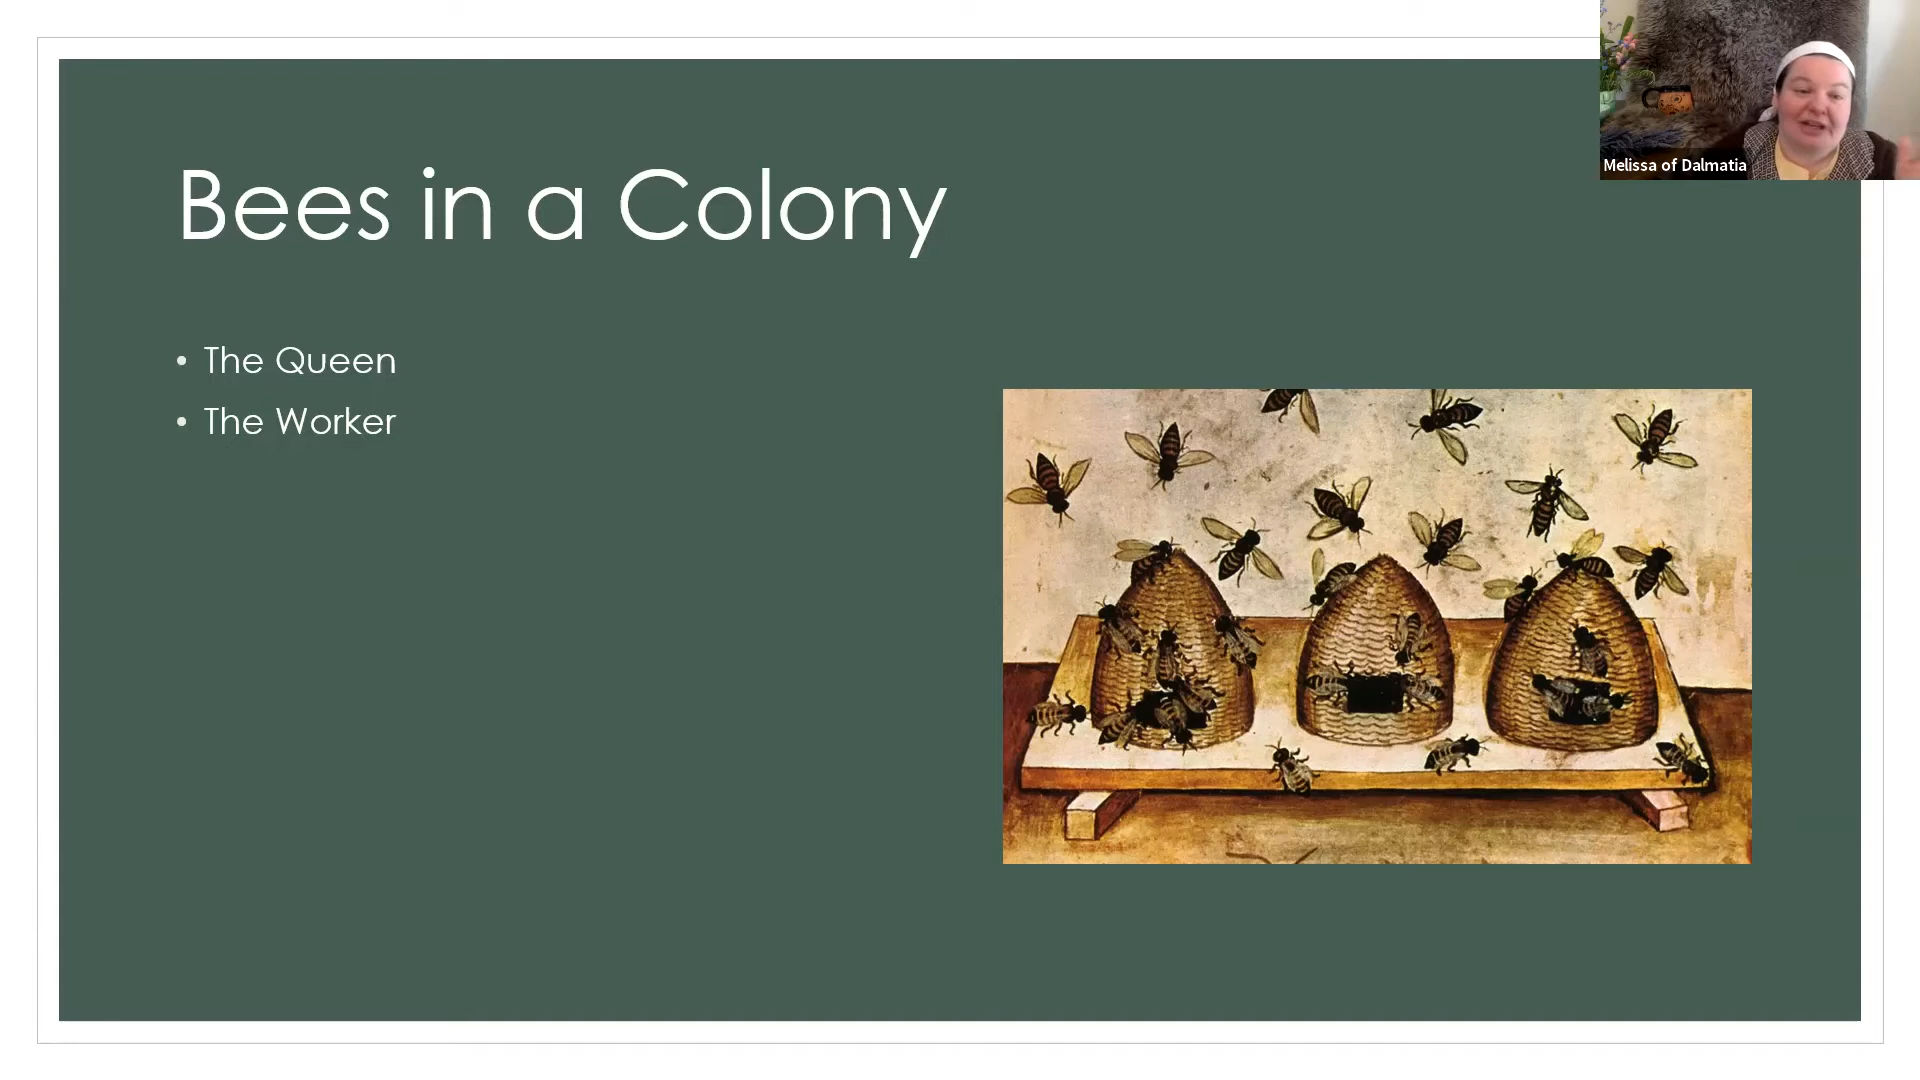 Bees in a Colony
• The Queen
• The Worker
Melissa of Dalmatia